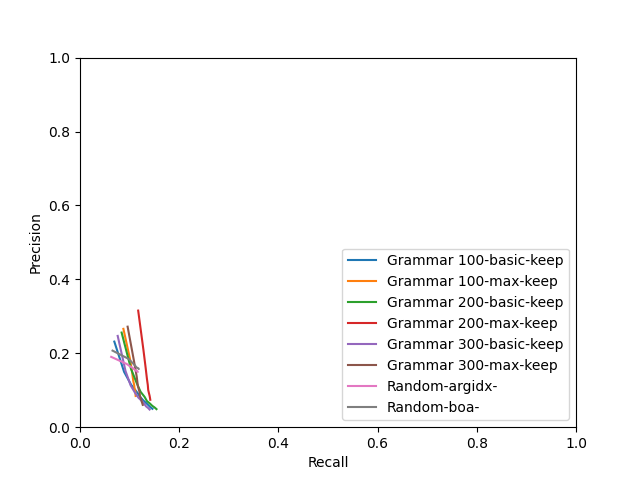 1.0
0.8
0.6
0.4
0.2
0.0
Precision
0.0 0.2 0.4 0.6 0.8 1.0
Recall
Grammar 100-basic-keep
Grammar 100-max-keep
Grammar 200-basic-keep
Grammar 200-max-keep
Grammar 300-basic-keep
Grammar 300-max-keep
Random-argidx-
Random-boa-